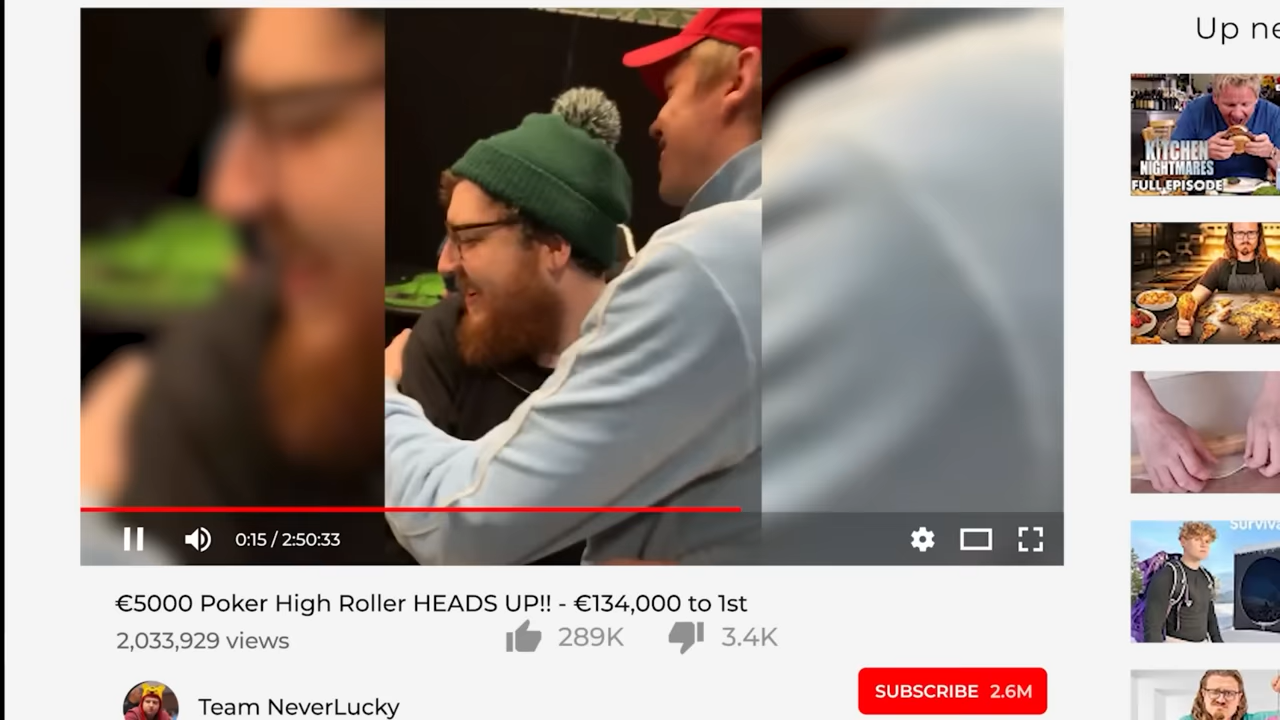 Up ne
KITCHEN
NIGHTMARES
FULL EPISODE
Surviva
0:15 / 2:50:33
€5000 Poker High Roller HEADS UP!! - €134,000 to 1st
2,033,929 views
289K
3.4K
SUBSCRIBE 2.6M
Team NeverLucky